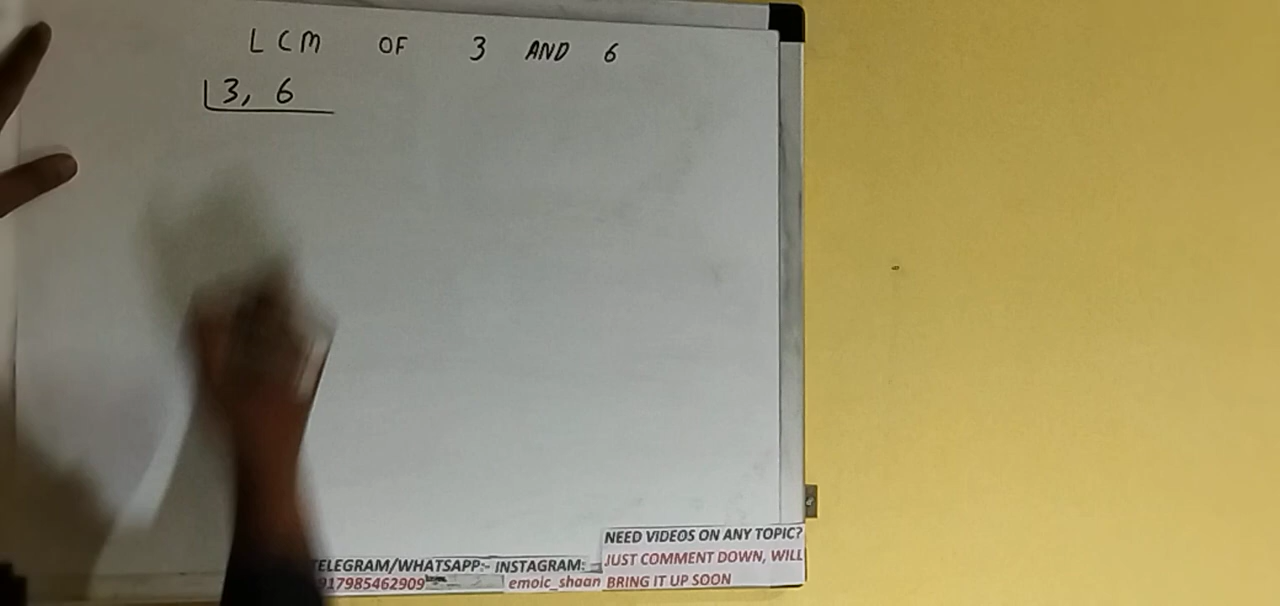 LCM OF 3 AND 6
3, 6
NEED VIDEOS ON ANY TOPIC?
JUST COMMENT DOWN, WILL
BRING IT UP SOON
TELEGRAM/WHATSAPP:- INSTAGRAM:
917985462909 emoic_shaan